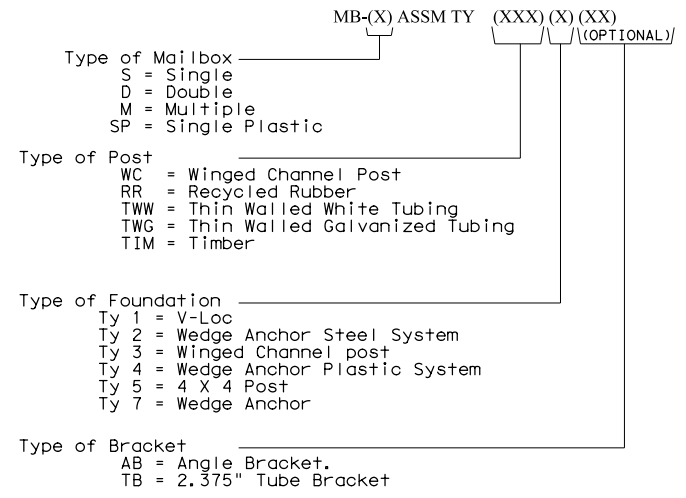 MB-(X) ASSM TY (XXX) (X) (XX)
(OPTIONAL)
Type of Mailbox
S = Single
D = Double
M = Multiple
SP = Single Plastic
Type of Post
WC = Winged Channel Post
RR = Recycled Rubber
TWW = Thin Walled White Tubing
TWG = Thin Walled Galvanized Tubing
TIM = Timber
Type of Foundation
Ty 1 = V-Loc
Ty 2 = Wedge Anchor Steel System
Ty 3 = Winged Channel post
Ty 4 = Wedge Anchor Plastic System
Ty 5 = 4 X 4 Post
Ty 7 = Wedge Anchor
Type of Bracket
AB = Angle Bracket.
TB = 2.375" Tube Bracket